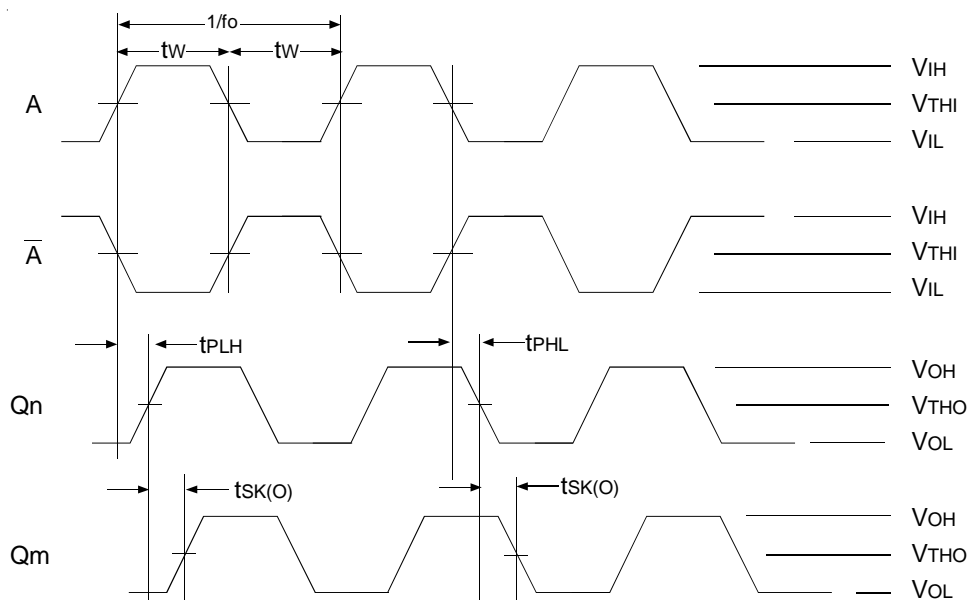 1/fo
tW tW
VIH
A VTHI
VIL
VIH
A VTHI
VIL
tPLH tPHL
VOH
Qn VTHO
VOL
tSK(O) tSK(O)
VOH
Qm VTHO
VOL